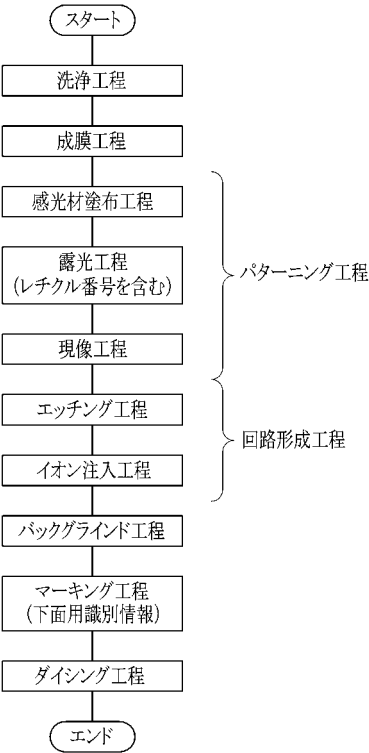 スタート
洗浄工程
成膜工程
感光材塗布工程
露光工程
(レチクル番号を含む)
パターニング工程
現像工程
エッチング工程
回路形成工程
イオン注入工程
バックグラインド工程
マーキング工程
(下面用識別情報)
ダイシング工程
エンド